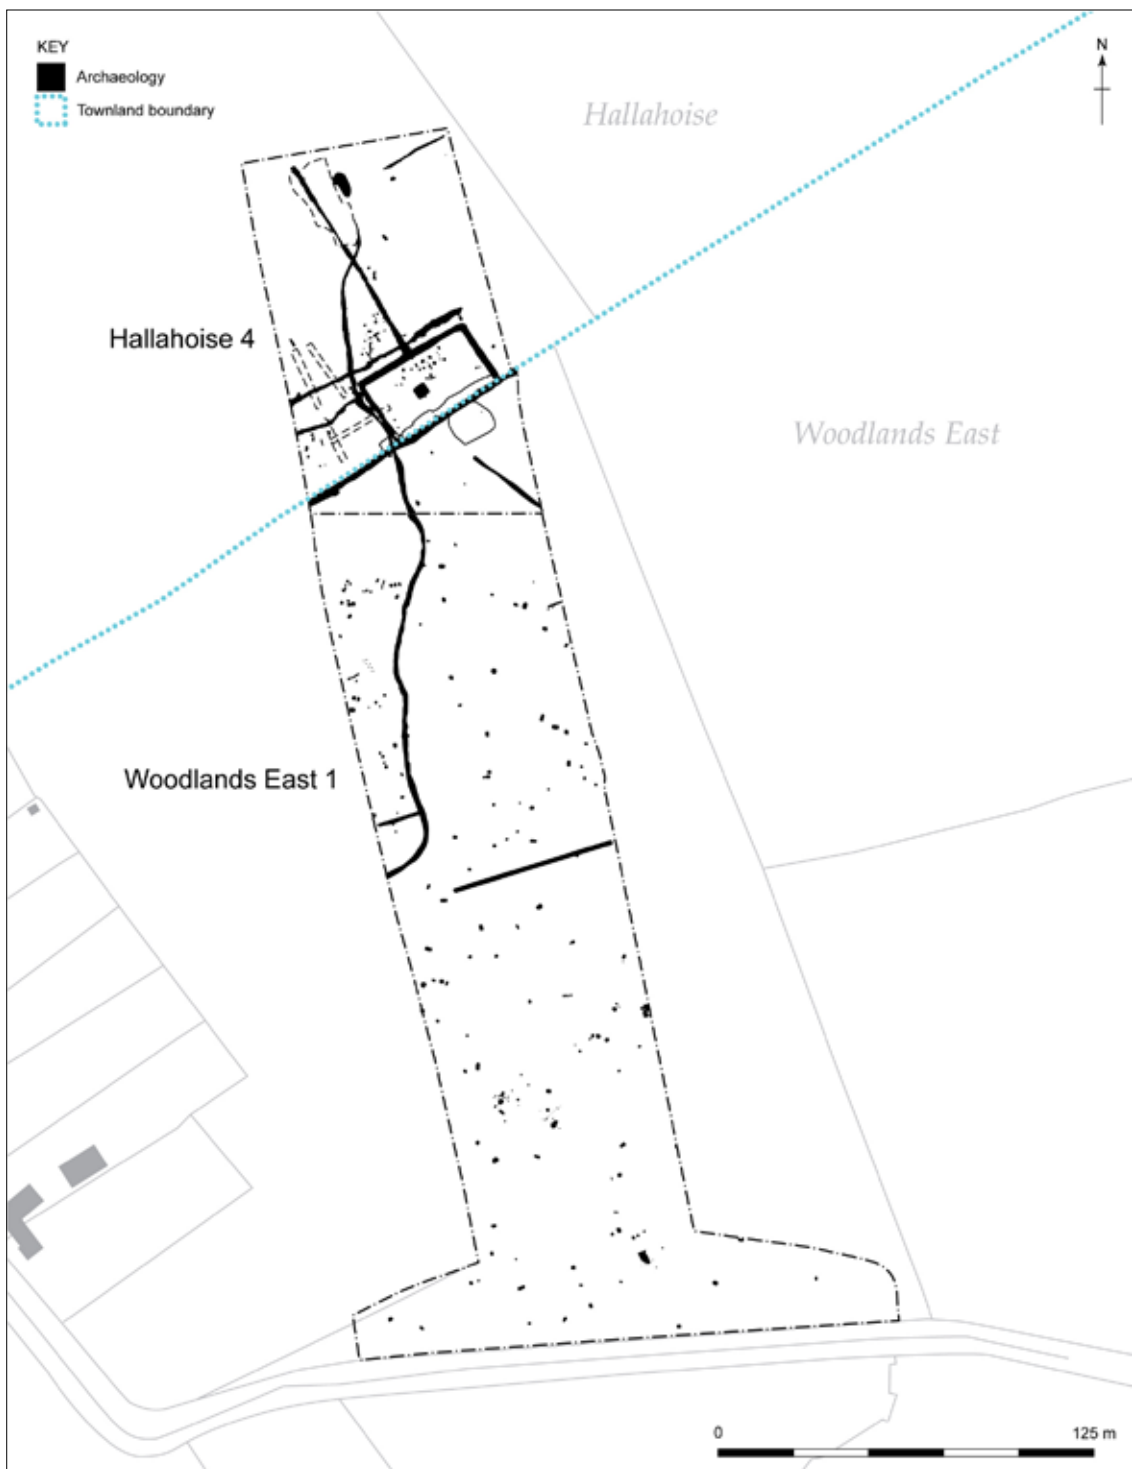 KEY
Archaeology
Townland boundary
N
Hallahoise
Hallahoise 4
Woodlands East
Woodlands East 1
0 125 m